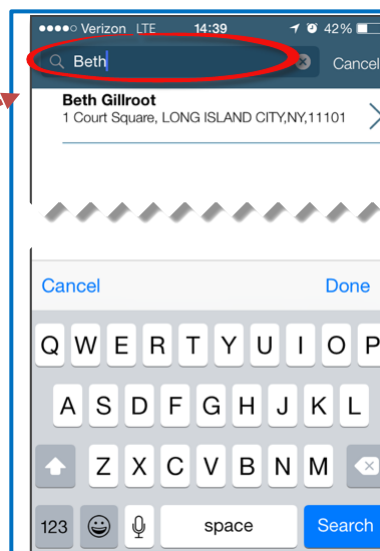 Verizon LTE 14:39 42%
Beth Cancel
Beth Gillroot
1 Court Square, LONG ISLAND CITY,NY,11101
Cancel Done
Q W E R T Y U I O P
A S D F G H J K L
Z X C V B N M
123 space Search